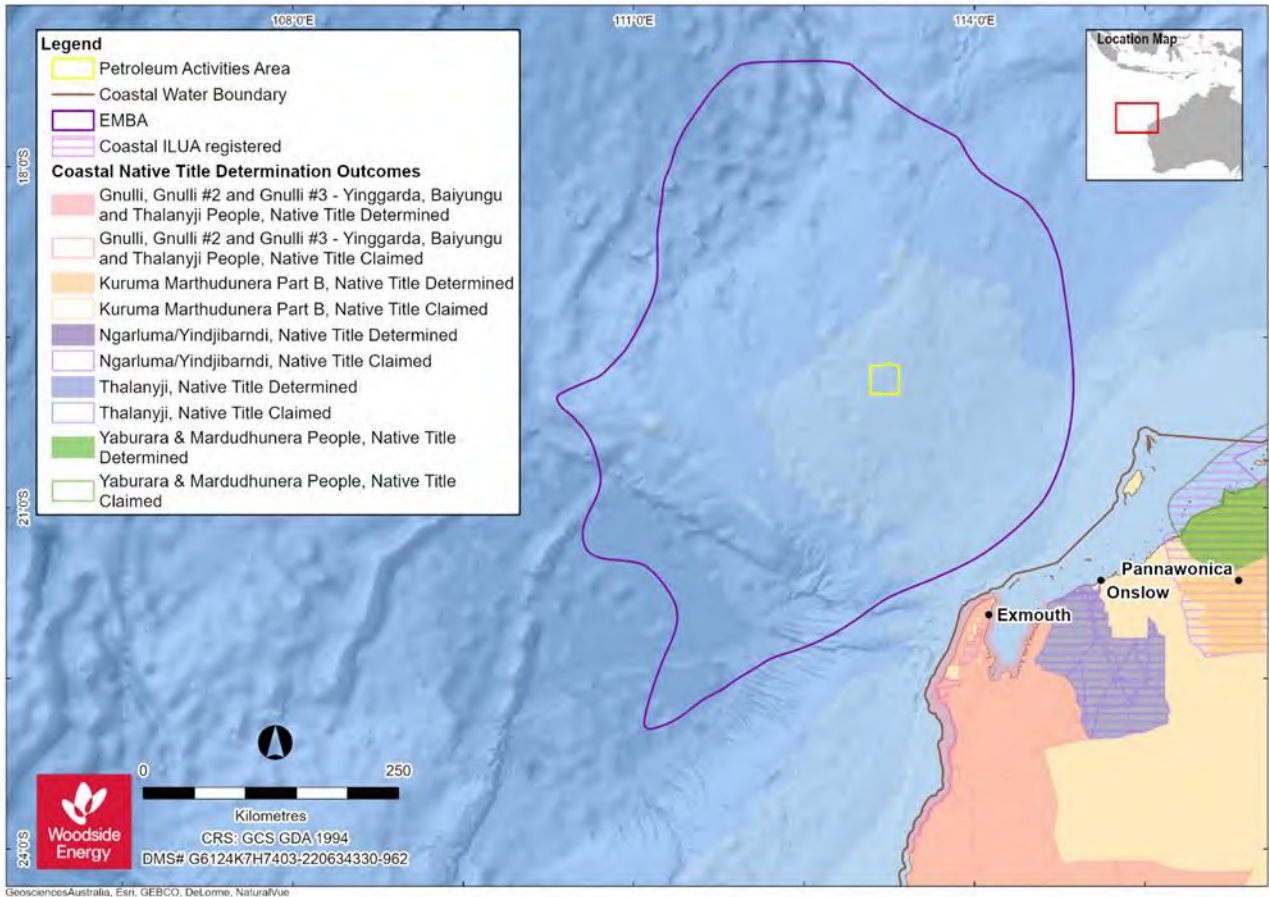 108°0'E
111°0'E
114°0'E
Legend
Petroleum Activities Area
Coastal Water Boundary
EMBA
Coastal ILUA registered
Coastal Native Title Determination Outcomes
Gnulli, Gnulli #2 and Gnulli #3 - Yinggarda, Baiyungu
and Thalanyji People, Native Title Determined
Gnulli, Gnulli #2 and Gnulli #3 - Yinggarda, Baiyungu
and Thalanyji People, Native Title Claimed
Kuruma Marthudunera Part B, Native Title Determined
Kuruma Marthudunera Part B, Native Title Claimed
Ngarluma/Yindjibarndi, Native Title Determined
Ngarluma/Yindjibarndi, Native Title Claimed
Thalanyji, Native Title Determined
Thalanyji, Native Title Claimed
Yaburara & Mardudhunera People, Native Title
Determined
Yaburara & Mardudhunera People, Native Title
Claimed
Location Map
18°0'S
21°0'S
24°0'S
Pannawonica
Onslow
Exmouth
0 250
Kilometres
CRS: GCS GDA 1994
DMS# G6124K7H7403-220634330-962
Woodside
Energy
GeosciencesAustralia, Esri, GEBCO, DeLorme, NaturalVue